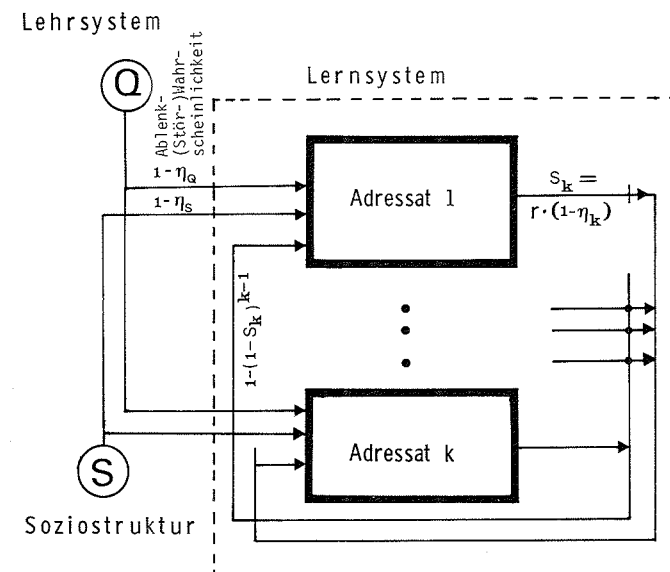 Lehrsystem
Q
Ablenk-
(Stör-)Wahr-
scheinlichkeit
Lernsystem
1-η_Q
1-η_S
Adressat 1
S_k =
r·(1-η_k)
1-(1-S_k)^{k-1}
Adressat k
S
Soziostruktur